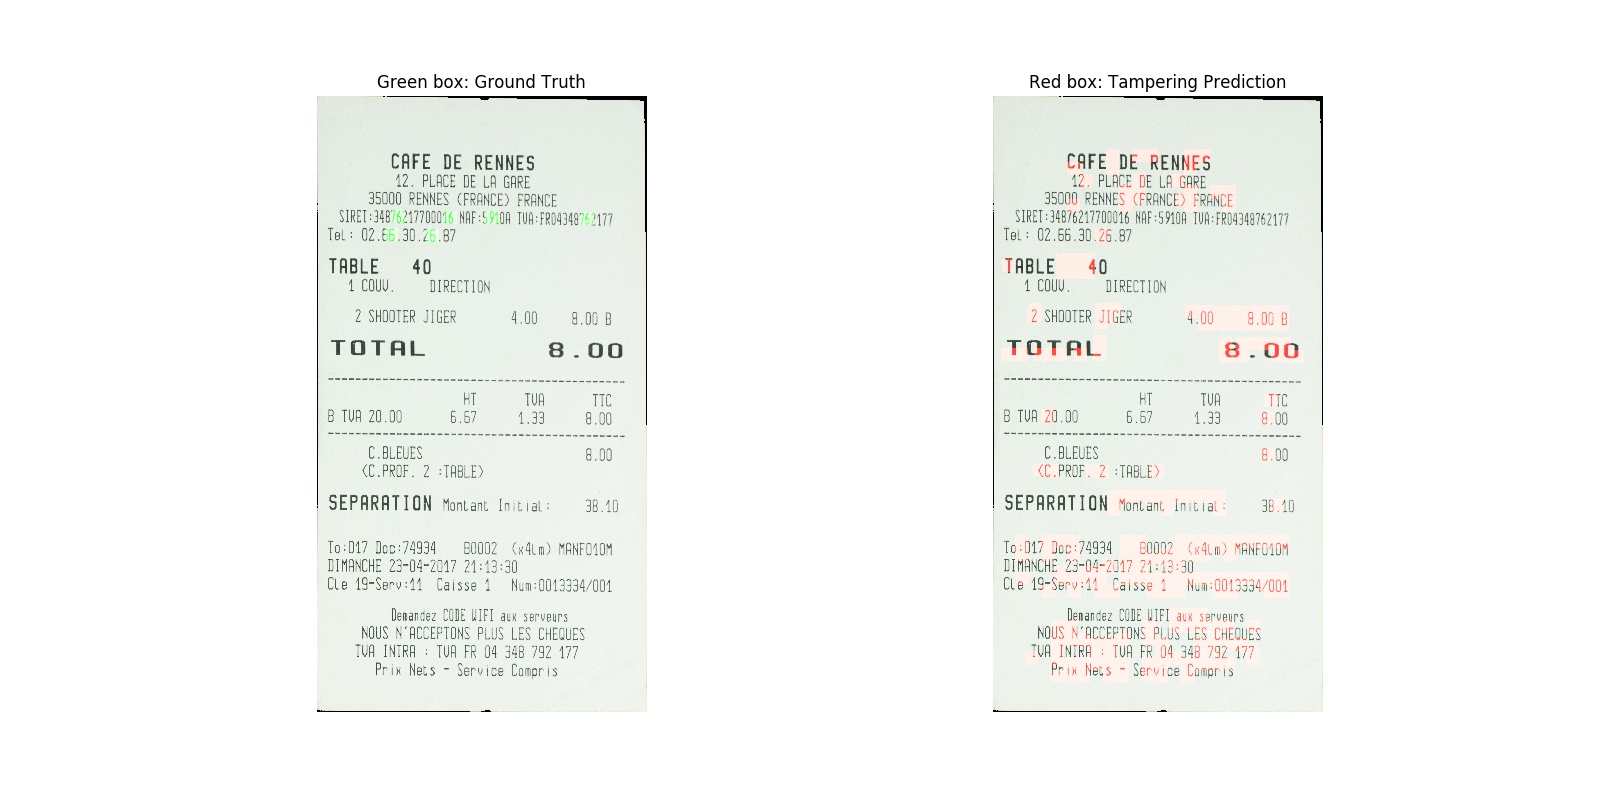 Green box: Ground Truth
CAFE DE RENNES
12. PLACE DE LA GARE
35000 RENNES (FRANCE) FRANCE
SIRET:34876217700016 NAF:5910A TVA:FR04348762177
Tel: 02.66.30.26.87
TABLE 40
1 COUV. DIRECTION
2 SHOOTER JIGER 4.00 8.00 B
TOTAL 8.00
HT TVA TTC
B TVA 20.00 6.67 1.33 8.00
C.BLEUES 8.00
(C.PROF. 2 :TABLE)
SEPARATION Montant Initial: 38.10
To:D17 Doc:74934 B0002 (x4lm) MANF010M
DIMANCHE 23-04-2017 21:13:30
Cle 19-Serv:11 Caisse 1 Num:0013334/001
Demandez CODE WIFI aux serveurs
NOUS N'ACCEPTONS PLUS LES CHEQUES
TVA INTRA : TVA FR 04 348 792 177
Prix Nets - Service Compris
Red box: Tampering Prediction
CAFE DE RENNES
12. PLACE DE LA GARE
35000 RENNES (FRANCE) FRANCE
SIRET:34876217700016 NAF:5910A TVA:FR04348762177
Tel: 02.66.30.26.87
TABLE 40
1 COUV. DIRECTION
2 SHOOTER JIGER 4.00 8.00 B
TOTAL 8.00
HT TVA TTC
B TVA 20.00 6.67 1.33 8.00
C.BLEUES 8.00
(C.PROF. 2 :TABLE)
SEPARATION Montant Initial: 38.10
To:D17 Doc:74934 B0002 (x4lm) MANF010M
DIMANCHE 23-04-2017 21:13:30
Cle 19-Serv:11 Caisse 1 Num:0013334/001
Demandez CODE WIFI aux serveurs
NOUS N'ACCEPTONS PLUS LES CHEQUES
TVA INTRA : TVA FR 04 348 792 177
Prix Nets - Service Compris